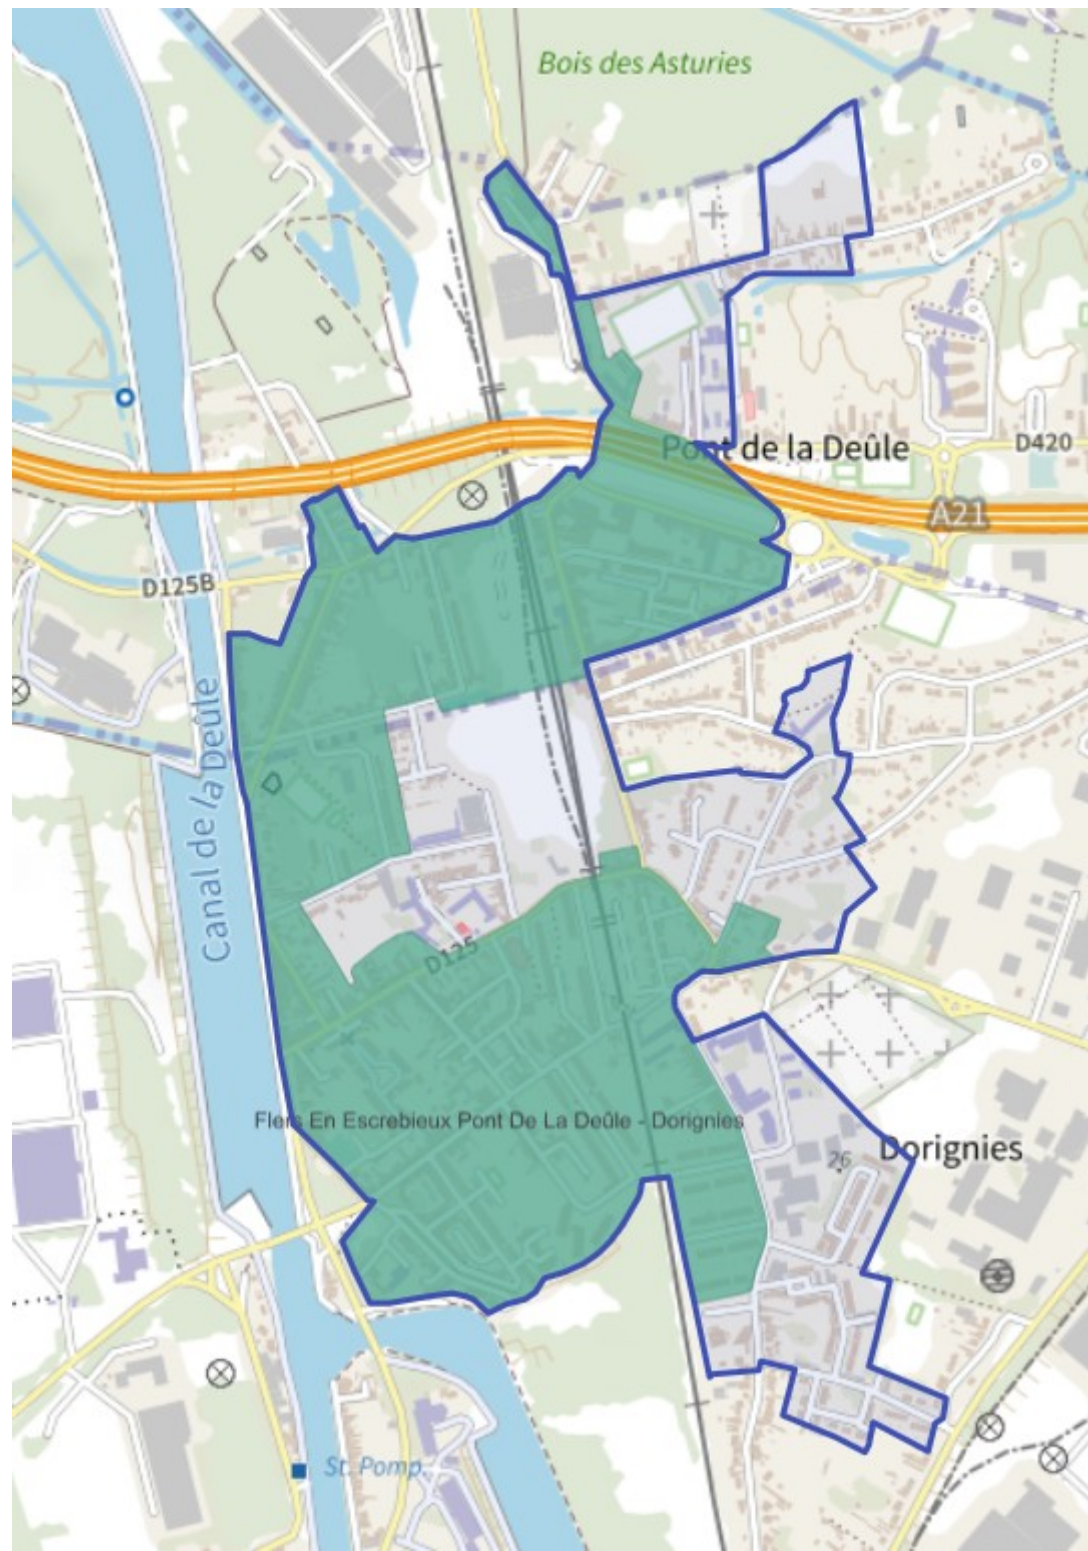 Bois des Asturies
Pont de la Deûle
D420
A21
D125B
Canal de la Deûle
D125
Flers En Escrebieux Pont De La Deûle - Dorignies
Dorignies
26
St. Pomp.